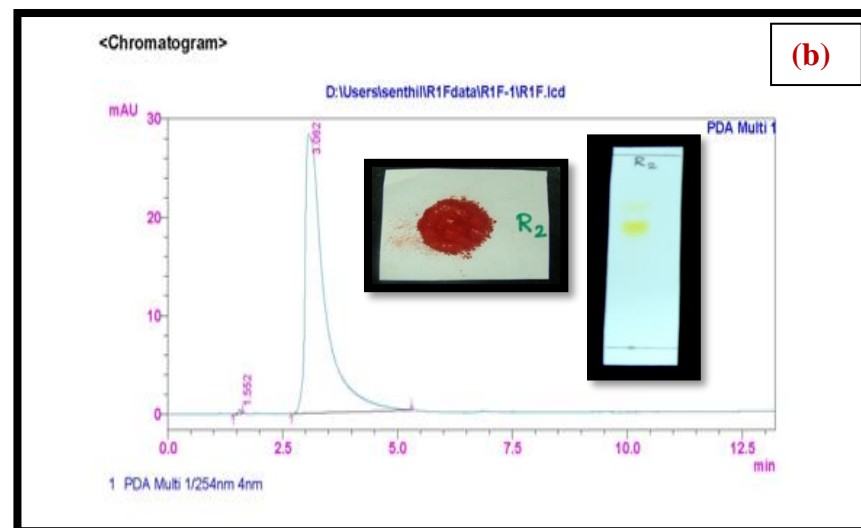 <Chromatogram>
(b)
D:\Users\senthil\R1Fdata\R1F-1\R1F.lcd
mAU
PDA Multi 1
30
20
10
0
3.092
1.552
R2
R2
0.0 2.5 5.0 7.5 10.0 12.5
min
1 PDA Multi 1/254nm 4nm